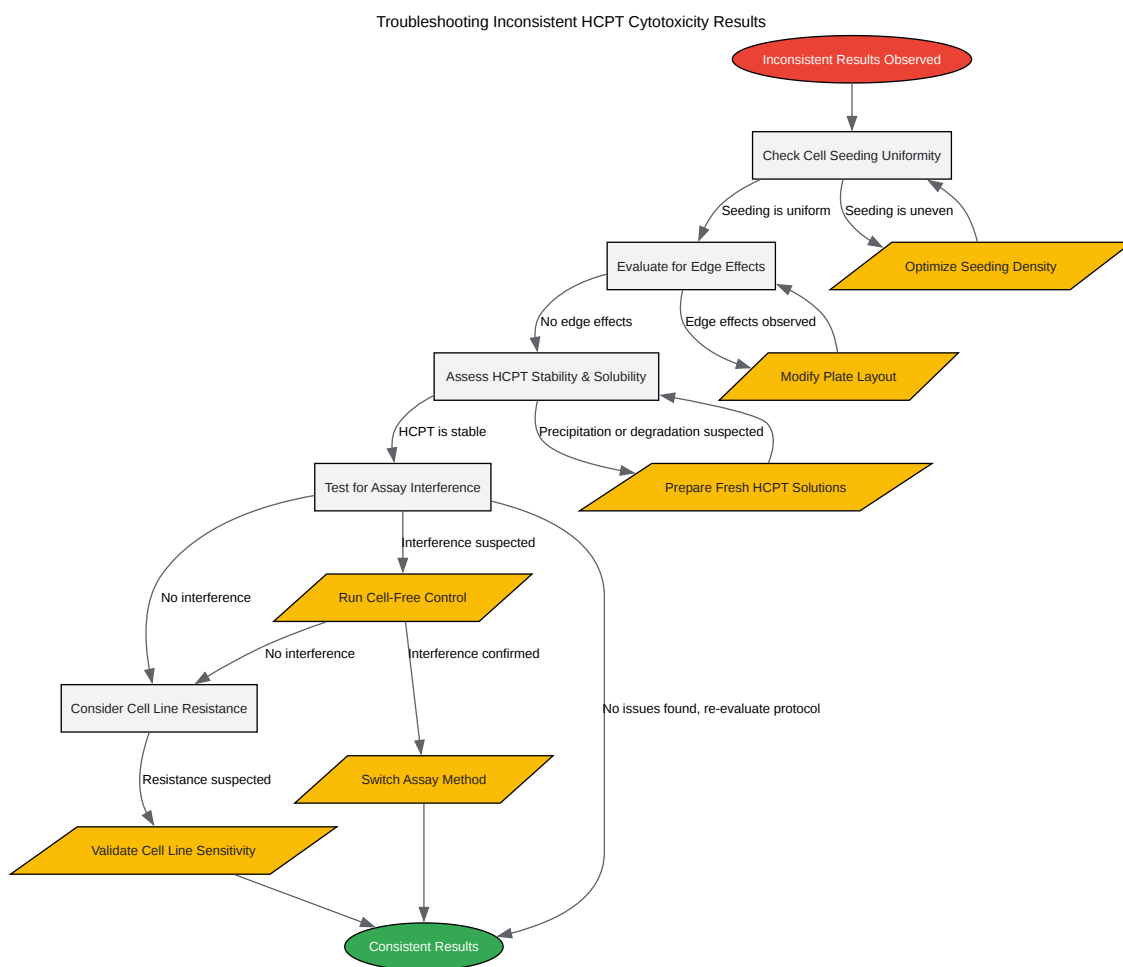 Troubleshooting Inconsistent HCPT Cytotoxicity Results
Inconsistent Results Observed
Check Cell Seeding Uniformity
Seeding is uniform
Seeding is uneven
Evaluate for Edge Effects
Optimize Seeding Density
No edge effects
Edge effects observed
Assess HCPT Stability & Solubility
Modify Plate Layout
HCPT is stable
Precipitation or degradation suspected
Test for Assay Interference
Prepare Fresh HCPT Solutions
Interference suspected
No interference
Run Cell-Free Control
No interference
Interference confirmed
Consider Cell Line Resistance
No issues found, re-evaluate protocol
Resistance suspected
Switch Assay Method
Validate Cell Line Sensitivity
Consistent Results